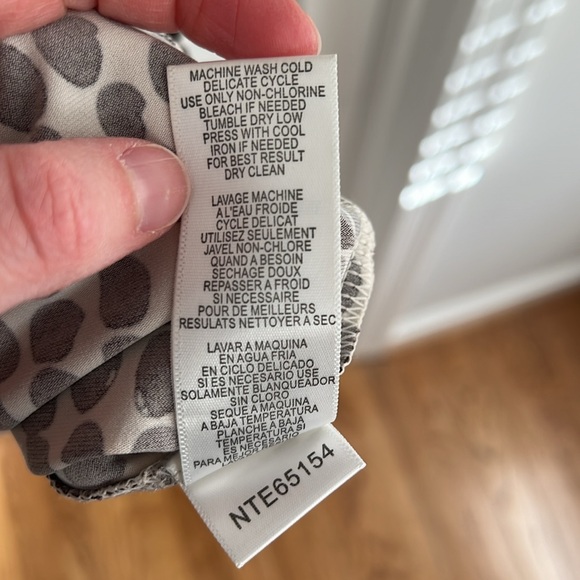 MACHINE WASH COLD
DELICATE CYCLE
USE ONLY NON-CHLORINE
BLEACH IF NEEDED
TUMBLE DRY LOW
PRESS WITH COOL
IRON IF NEEDED
FOR BEST RESULT
DRY CLEAN
LAVAGE MACHINE
A L'EAU FROIDE
CYCLE DELICAT
UTILISEZ SEULEMENT
JAVEL NON-CHLORE
QUAND A BESOIN
SECHAGE DOUX
REPASSER A FROID
SI NECESSAIRE
POUR DE MEILLEURS
RESULATS NETTOYER A SEC
LAVAR A MAQUINA
EN AGUA FRIA
EN CICLO DELICADO
SI ES NECESARIO USE
SOLAMENTE BLANQUEADOR
SIN CLORO
SEQUE A MAQUINA
A BAJA TEMPERATURA
PLANCHE A BAJA
TEMPERATURA SI
ES NECESARIO
PARA
NTE65154